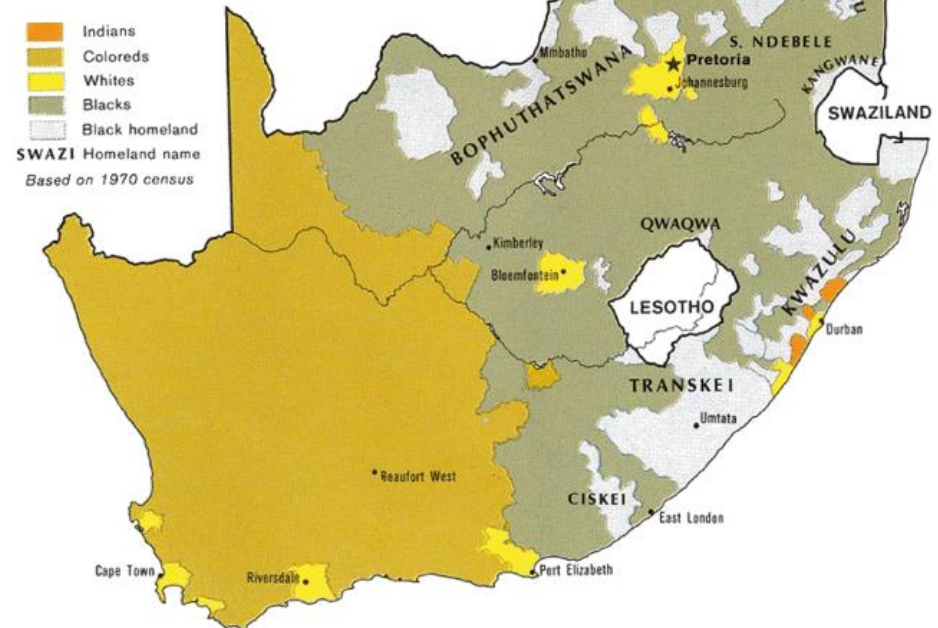 Indians
Coloreds
Whites
Blacks
Black homeland
SWAZI Homeland name
Based on 1970 census
Mmbatho
S. NDEBELE
Pretoria
Johannesburg
KANGWANE
BOPHUTHATSWANA
SWAZILAND
QWAQWA
Kimberley
Bloemfontein
LESOTHO
KWAZULU
Durban
TRANSKEI
Umtata
Beaufort West
CISKEI
East London
Cape Town
Riversdale
Port Elizabeth